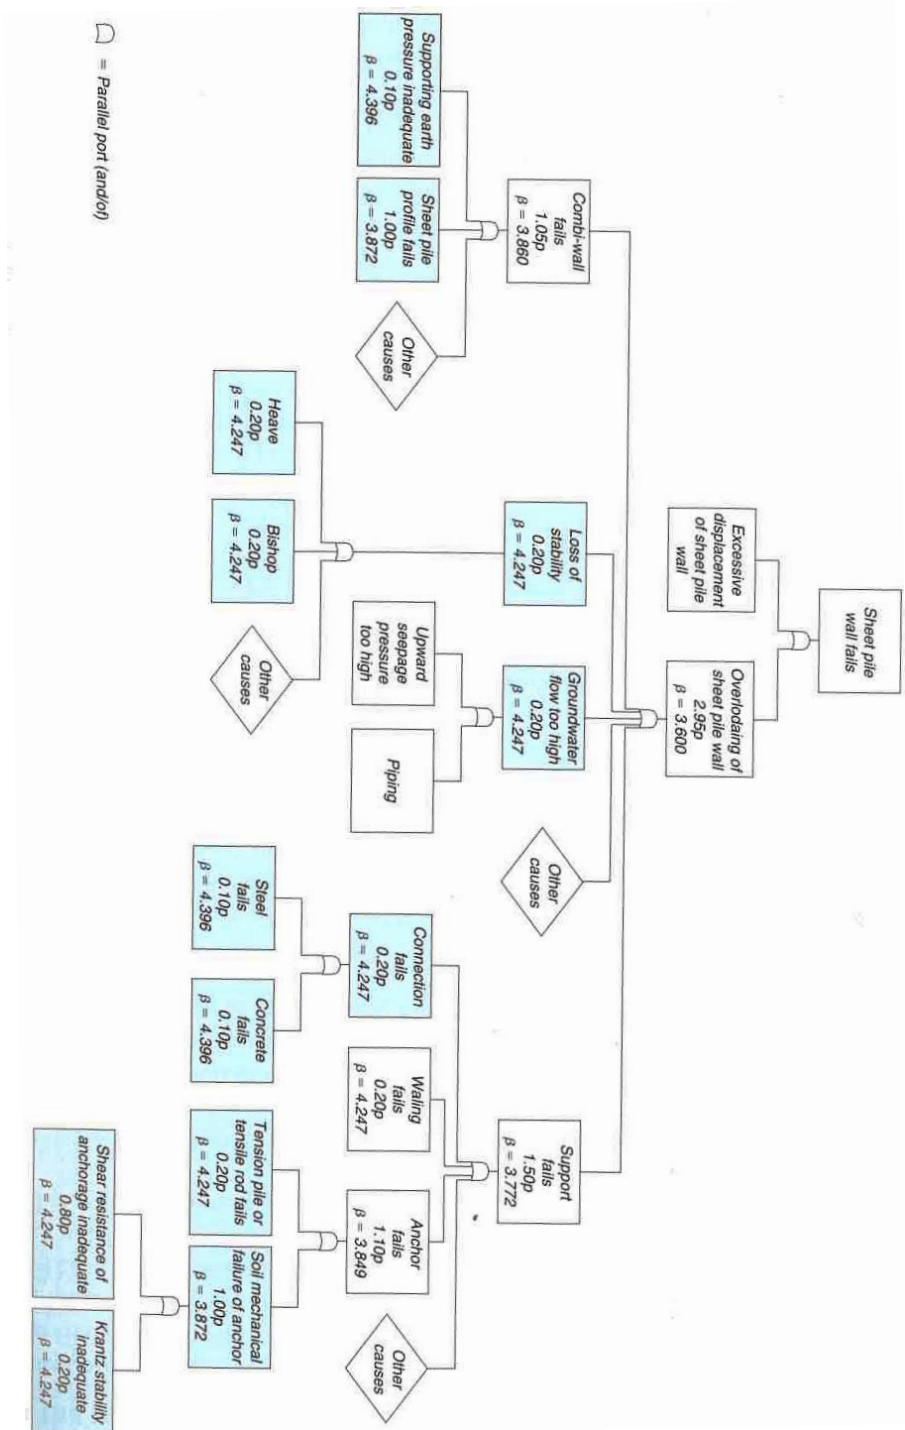 Sheet pile
wall fails
Excessive
displacement
of sheet pile
wall
Overlodaing of
sheet pile wall
2.95p
β = 3.600
Combi-wall
fails
1.05p
β = 3.860
Loss of
stability
0.20p
β = 4.247
Groundwater
flow too high
0.20p
β = 4.247
Other
causes
Support
fails
1.50p
β = 3.772
Supporting earth
pressure inadequate
0.10p
β = 4.396
Sheet pile
profile fails
1.00p
β = 3.872
Other
causes
Upward
seepage
pressure
too high
Piping
Connection
fails
0.20p
β = 4.247
Waling
fails
0.20p
β = 4.247
Anchor
fails
1.10p
β = 3.849
Other
causes
Heave
0.20p
β = 4.247
Bishop
0.20p
β = 4.247
Other
causes
Steel
fails
0.10p
β = 4.396
Concrete
fails
0.10p
β = 4.396
Tension pile or
tensile rod fails
0.20p
β = 4.247
Soil mechanical
failure of anchor
1.00p
β = 3.872
Shear resistance of
anchorage inadequate
0.80p
β = 4.247
Krantz stability
inadequate
0.20p
β = 4.247
= Parallel port (and/of)